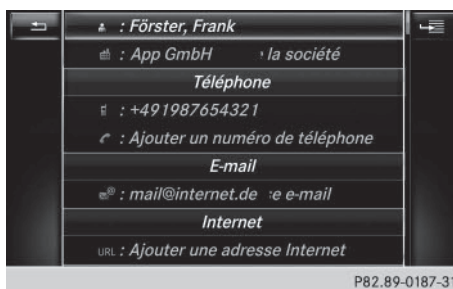 : Förster, Frank
: App GmbH la société
Téléphone
: +491987654321
: Ajouter un numéro de téléphone
E-mail
: mail@internet.de e e-mail
Internet
URL : Ajouter une adresse Internet
P82.89-0187-31